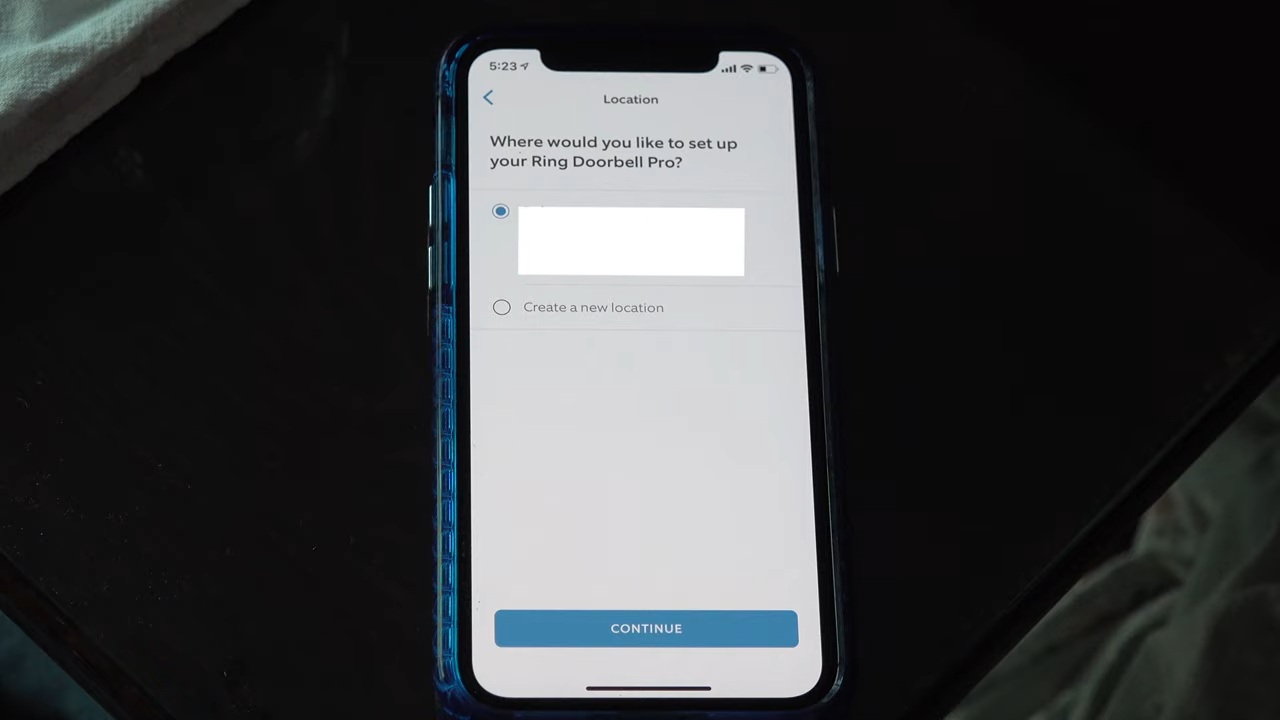 5:23
Location
Where would you like to set up
your Ring Doorbell Pro?
Create a new location
CONTINUE